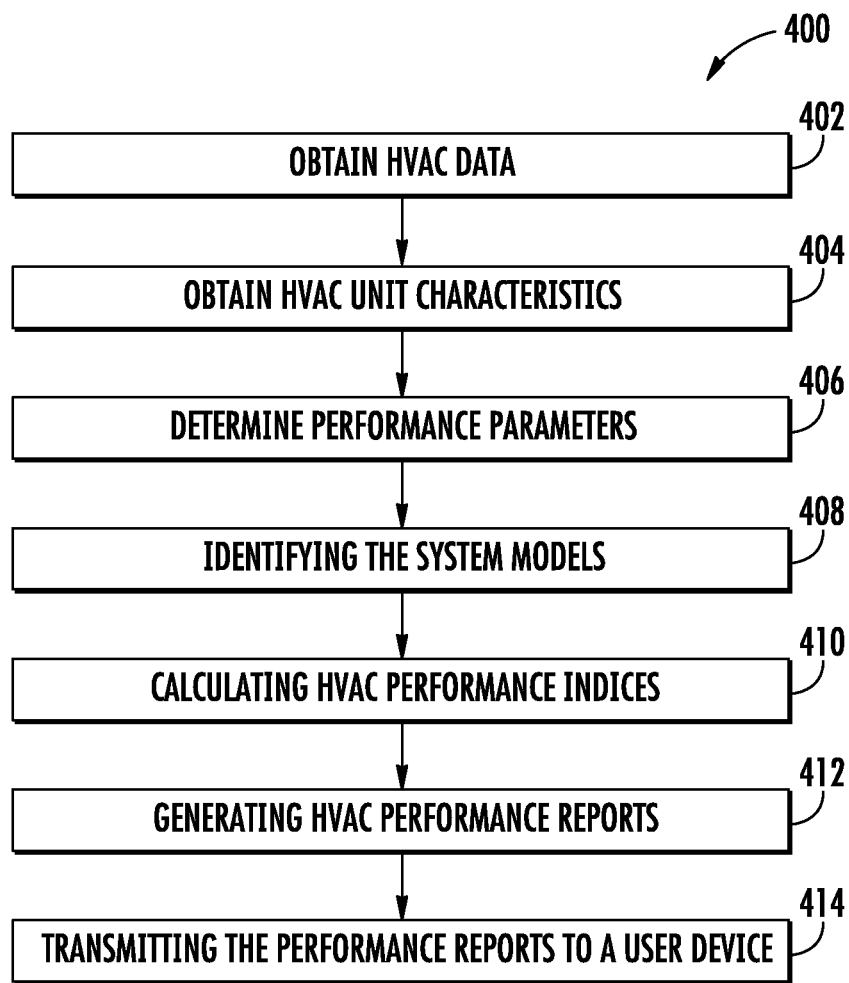 400
402
OBTAIN HVAC DATA
404
OBTAIN HVAC UNIT CHARACTERISTICS
406
DETERMINE PERFORMANCE PARAMETERS
408
IDENTIFYING THE SYSTEM MODELS
410
CALCULATING HVAC PERFORMANCE INDICES
412
GENERATING HVAC PERFORMANCE REPORTS
414
TRANSMITTING THE PERFORMANCE REPORTS TO A USER DEVICE